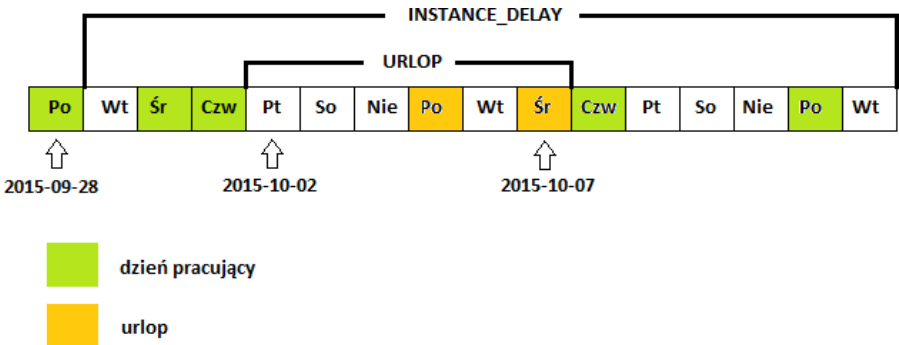 INSTANCE_DELAY
URLOP
Po Wt Śr Czw Pt So Nie Po Wt Śr Czw Pt So Nie Po Wt
2015-09-28 2015-10-02 2015-10-07
dzień pracujący
urlop